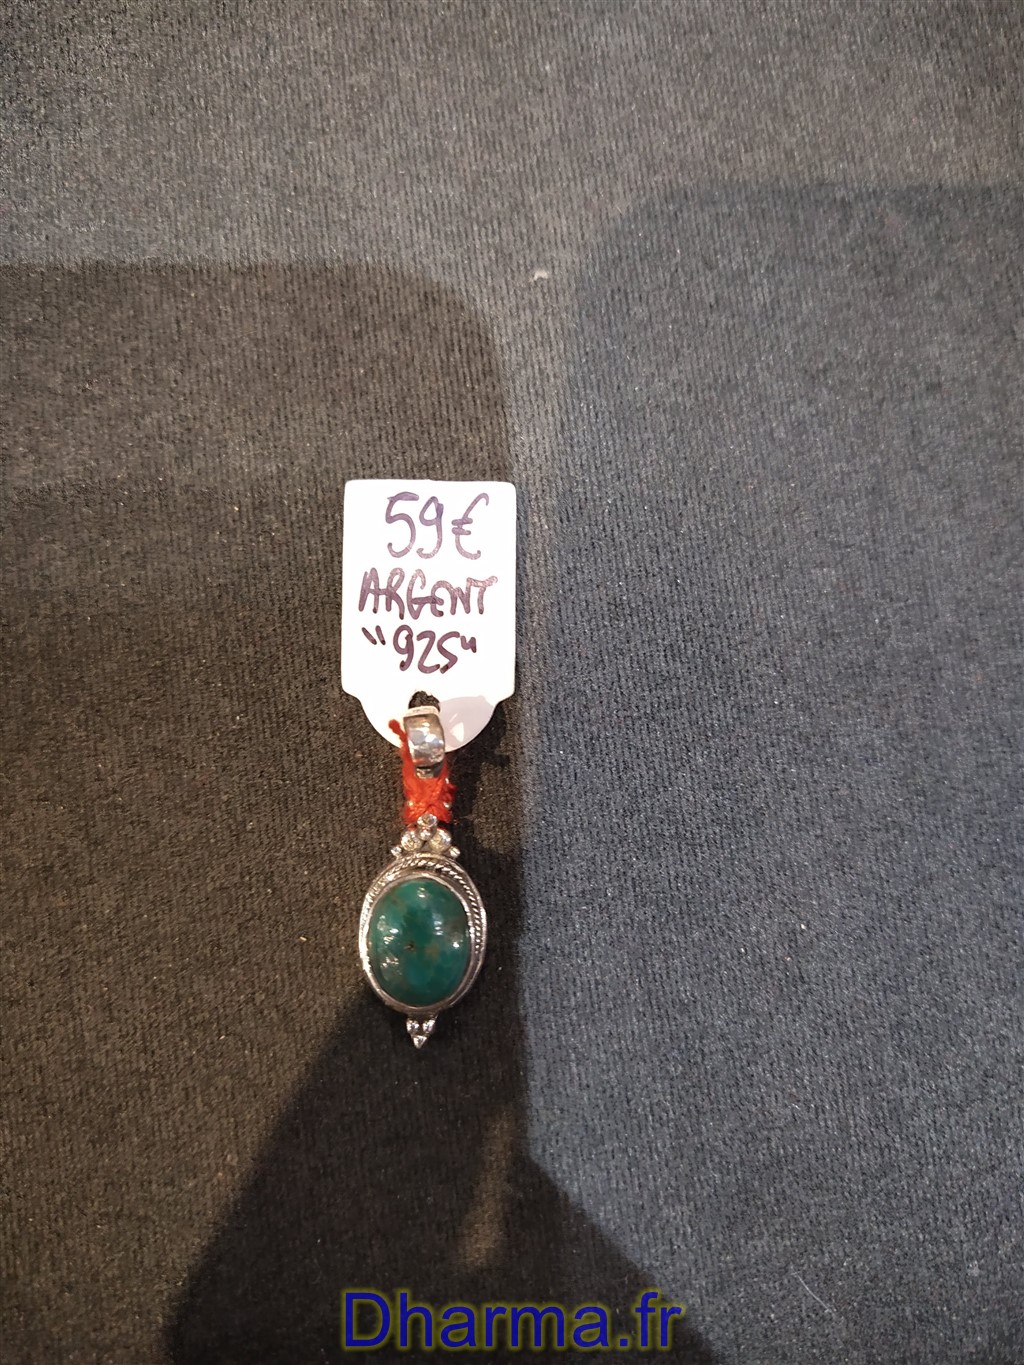 59€
ARGENT
"925"
Dharma.fr